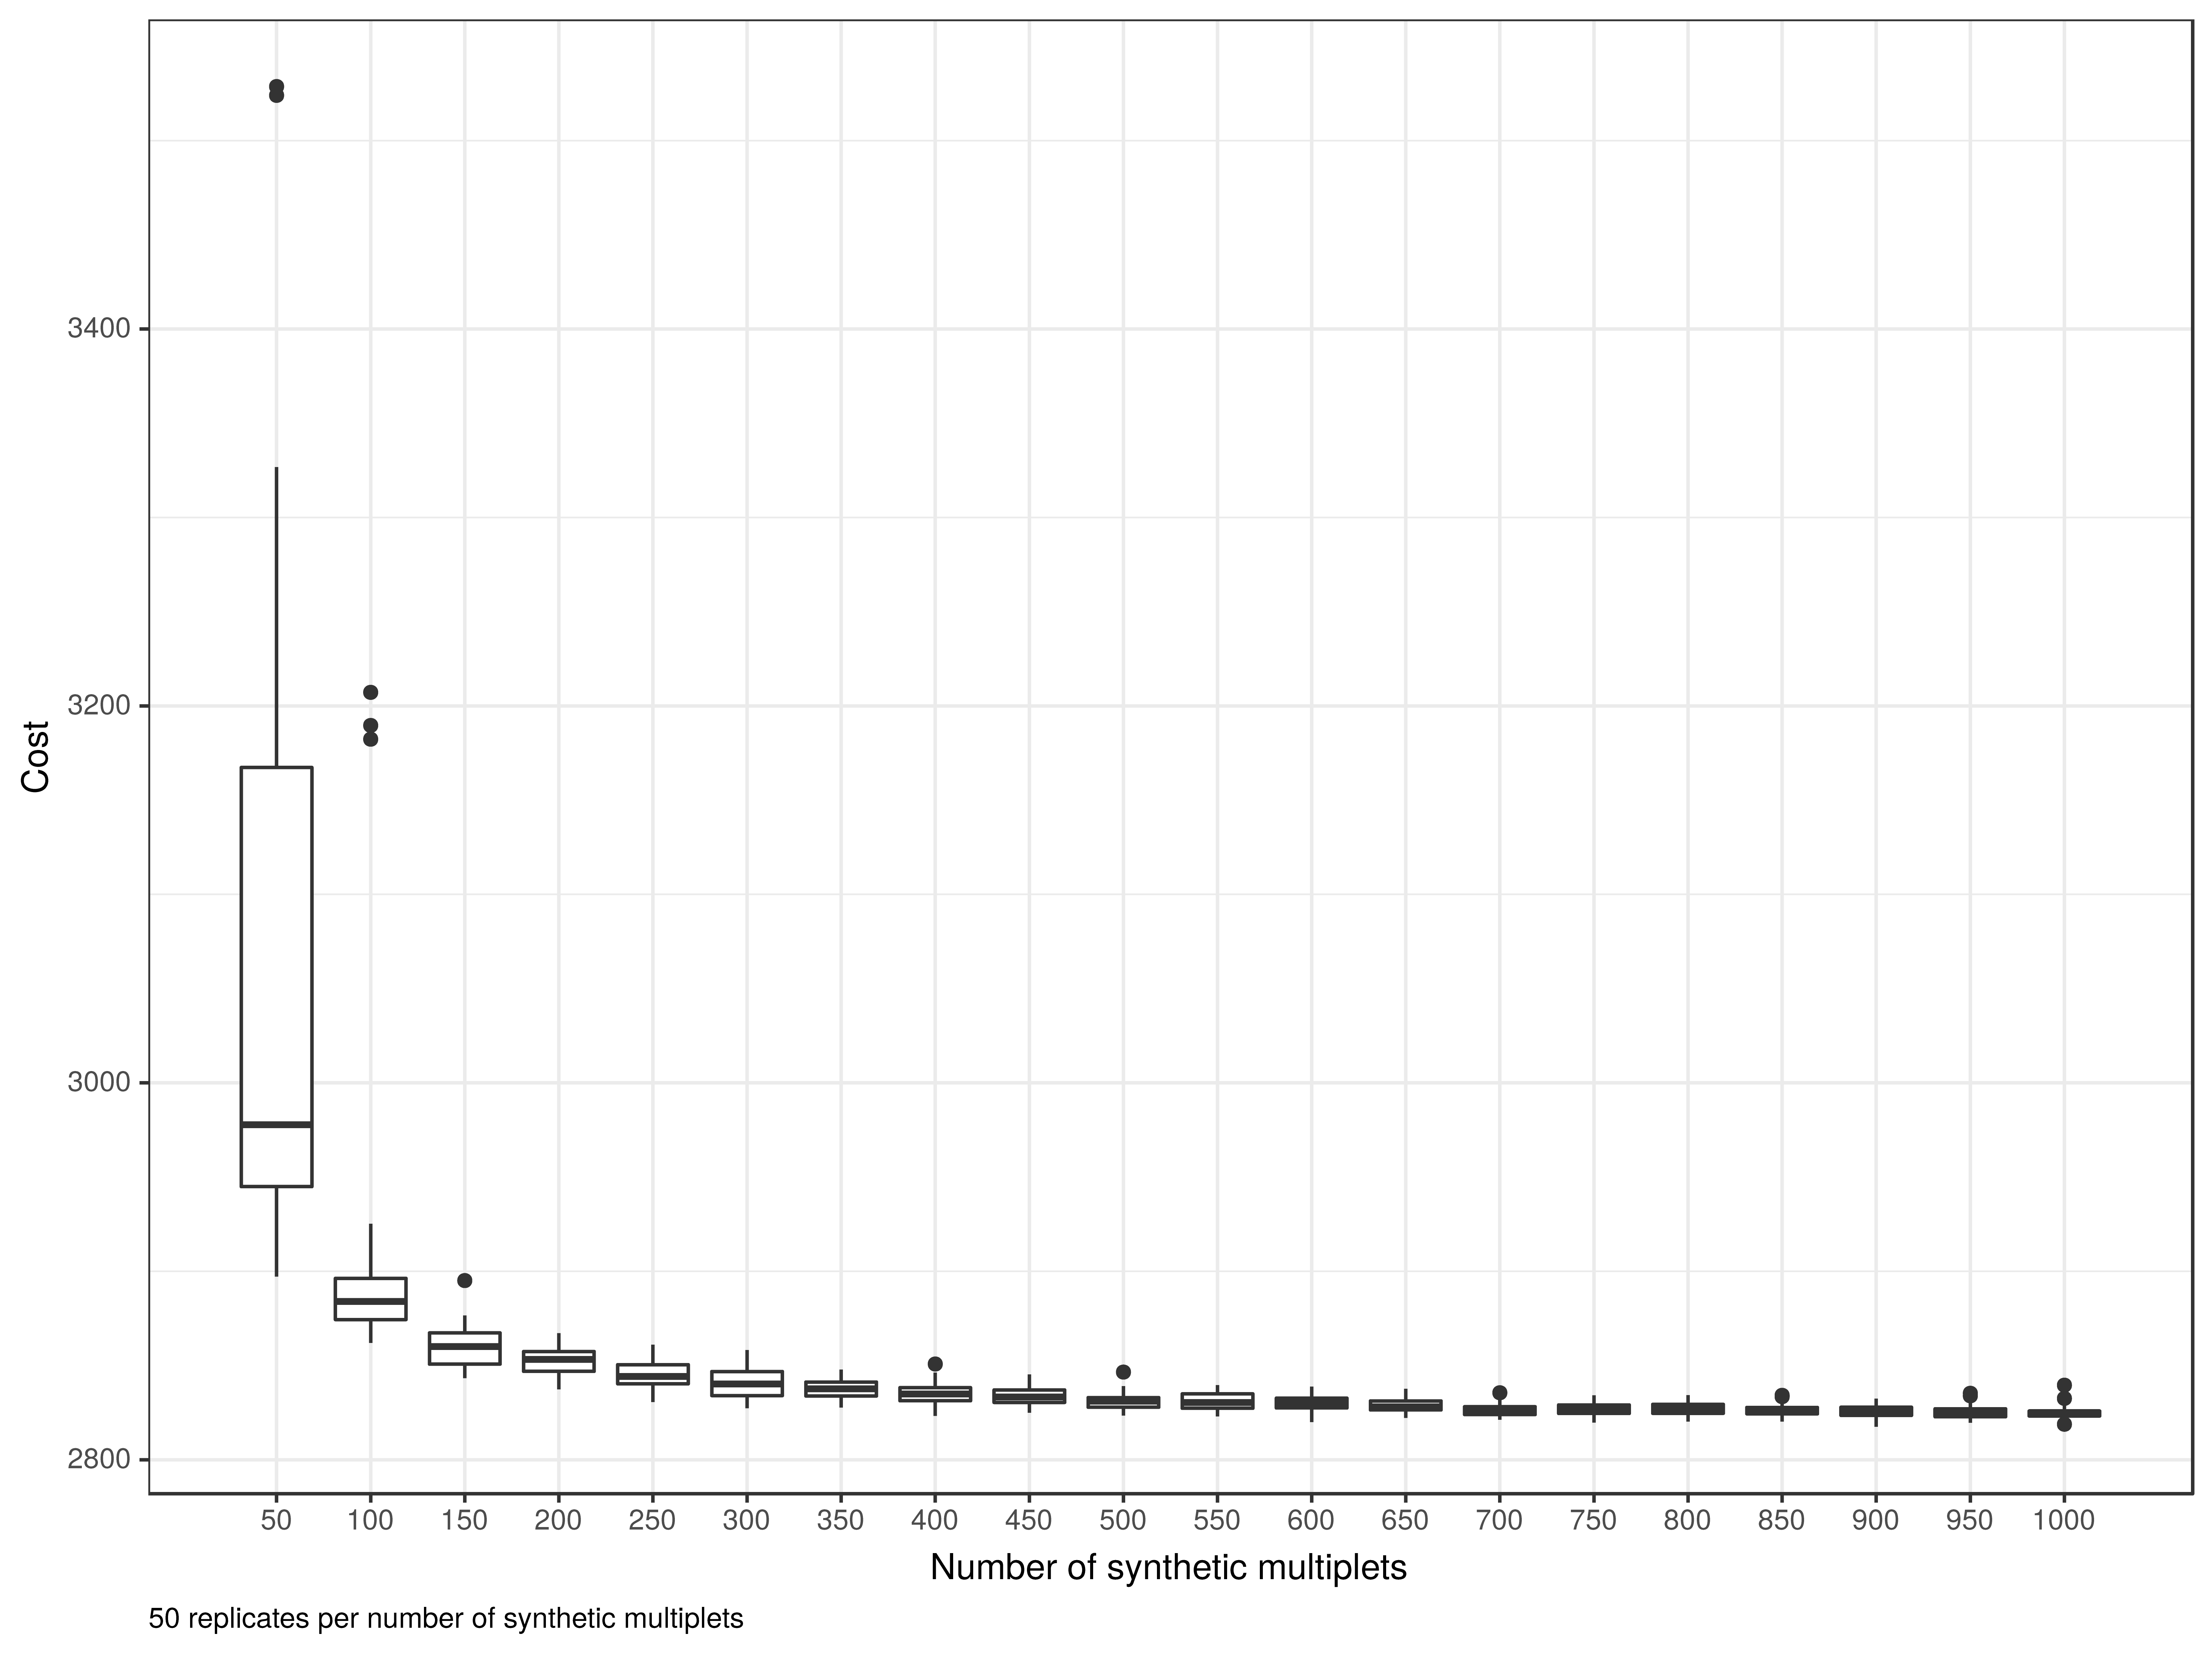 Cost
3400
3200
3000
2800
50 100 150 200 250 300 350 400 450 500 550 600 650 700 750 800 850 900 950 1000
Number of synthetic multiplets
50 replicates per number of synthetic multiplets